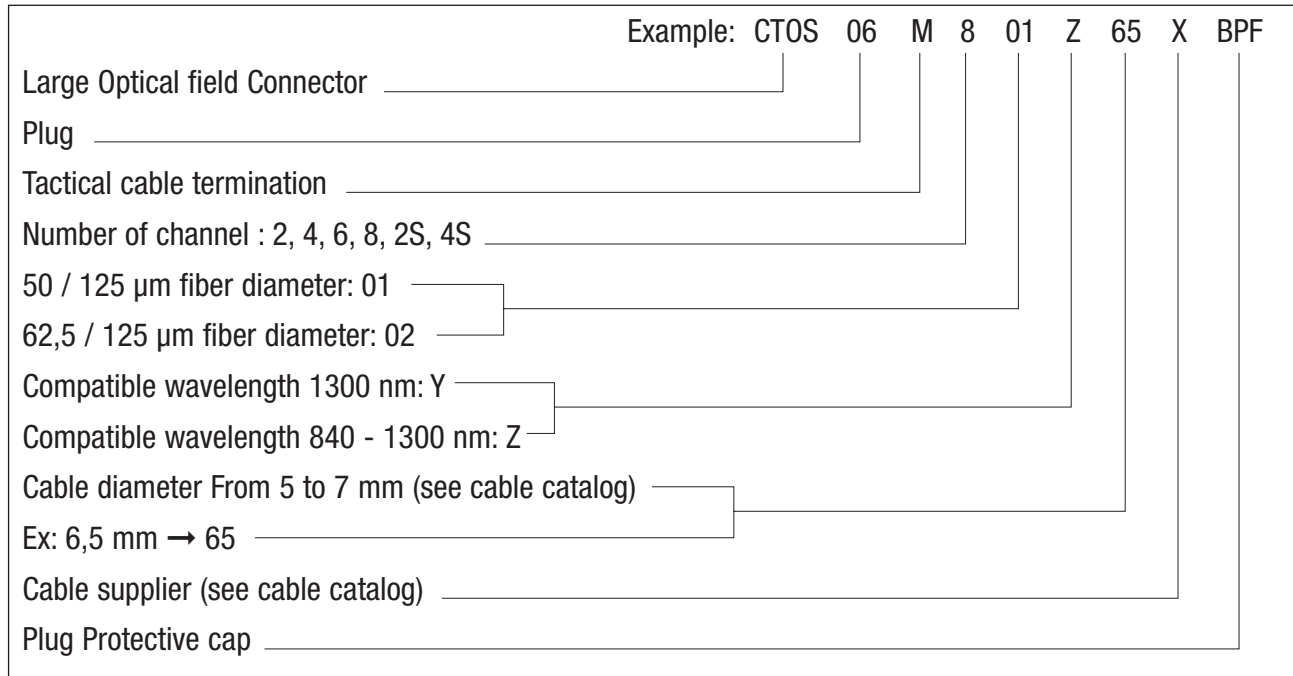 Example: CTOS 06 M 8 01 Z 65 X BPF
Large Optical field Connector
Plug
Tactical cable termination
Number of channel : 2, 4, 6, 8, 2S, 4S
50 / 125 µm fiber diameter: 01
62,5 / 125 µm fiber diameter: 02
Compatible wavelength 1300 nm: Y
Compatible wavelength 840 - 1300 nm: Z
Cable diameter From 5 to 7 mm (see cable catalog)
Ex: 6,5 mm → 65
Cable supplier (see cable catalog)
Plug Protective cap